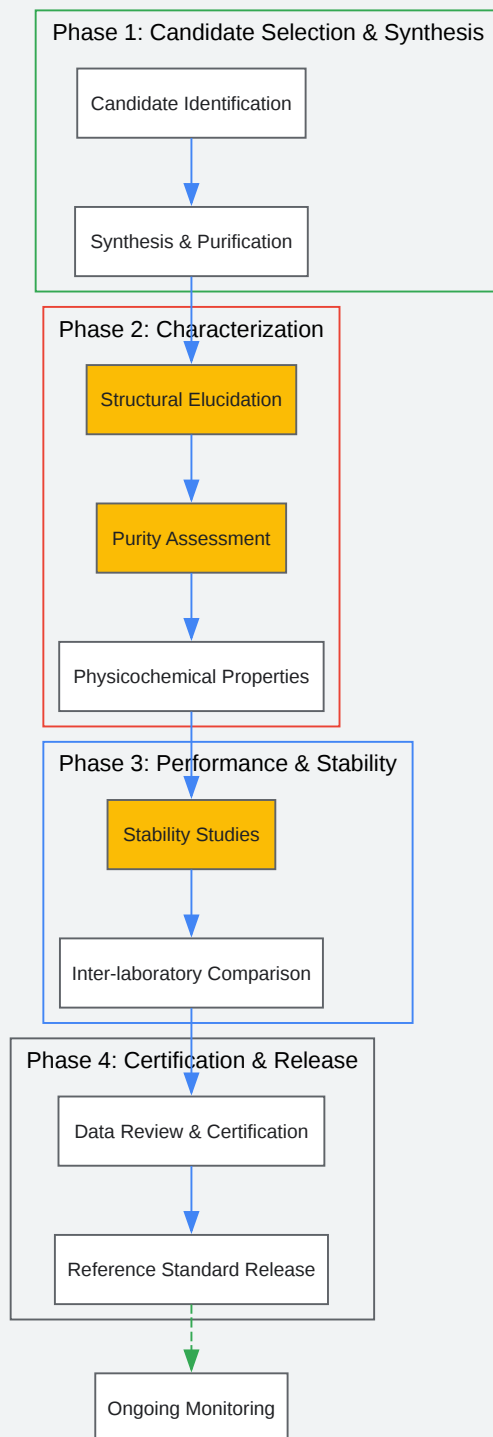 Phase 1: Candidate Selection & Synthesis
Candidate Identification
Synthesis & Purification
Phase 2: Characterization
Structural Elucidation
Purity Assessment
Physicochemical Properties
Phase 3: Performance & Stability
Stability Studies
Inter-laboratory Comparison
Phase 4: Certification & Release
Data Review & Certification
Reference Standard Release
Ongoing Monitoring